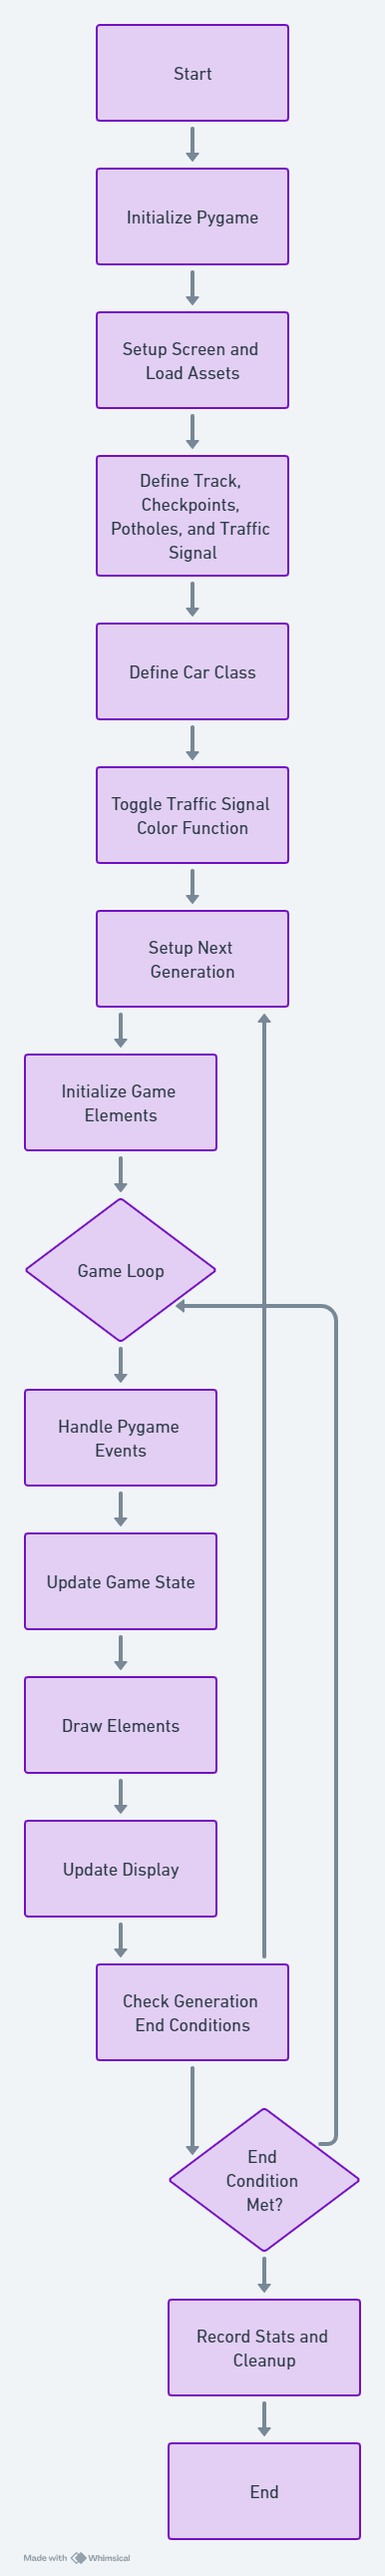 Start
Initialize Pygame
Setup Screen and
Load Assets
Define Track,
Checkpoints,
Potholes, and Traffic
Signal
Define Car Class
Toggle Traffic Signal
Color Function
Setup Next
Generation
Initialize Game
Elements
Game Loop
Handle Pygame
Events
Update Game State
Draw Elements
Update Display
Check Generation
End Conditions
End
Condition
Met?
Record Stats and
Cleanup
End
Made with Whimsical